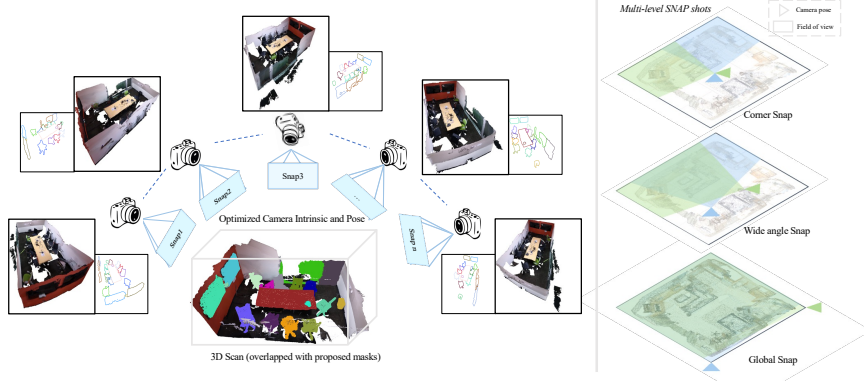 Multi-level SNAP shots
Camera pose
Field of view
Corner Snap
Snap3
Snap2
...
Optimized Camera Intrinsic and Pose
Snap1
Snap n
Wide angle Snap
3D Scan (overlapped with proposed masks)
Global Snap